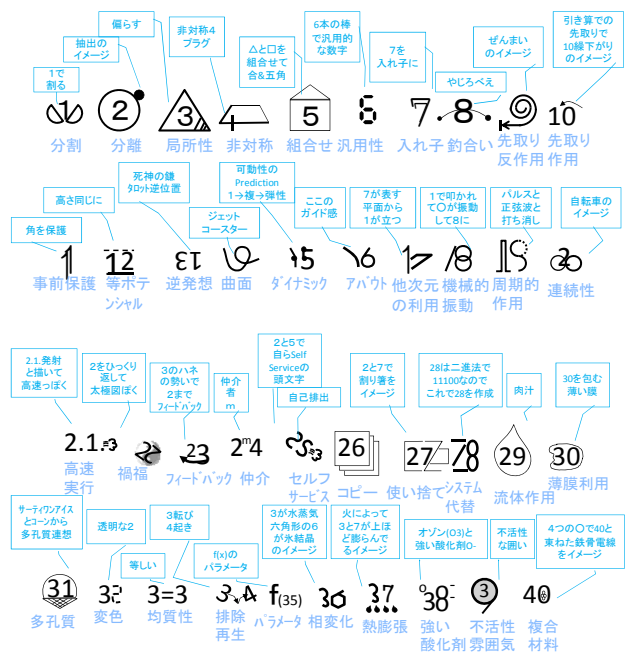 偏らす
抽出の
イメージ
1で
割る
非対称4
プラグ
△と□を
組合せて
合&五角
6本の棒
で汎用的
な数字
7を
入れ子に
やじろべえ
ぜんまい
のイメージ
引き算での
先取りで
10繰下がり
のイメージ
2
3
5
6
7.
8
10
分割
分離
局所性
非対称
組合せ
汎用性
入れ子
釣合い
先取り
反作用
先取り
作用
角を保護
高さ同じに
死神の鎌
タロット逆位置
ジェット
コースター
可動性の
Prediction
1→複→弾性
ここの
ガイド感
7が表す
平面から
1が立つ
1で叩かれ
て〇が振動
して8に
パルスと
正弦波と
打ち消し
自転車の
イメージ
12
事前保護
等ポテ
ンシャル
逆発想
曲面
ダイナミック
アバウト
他次元
の利用
機械的
振動
周期的
作用
連続性
2.1.発射
と描いて
高速っぽく
2をひっくり
返して
太極図ぽく
3のハネ
の勢いで
2まで
フィードバック
仲介
者
m
2と5で
自らSelf
Serviceの
頭文字
自己排出
2と7で
割り箸を
イメージ
28は二進法で
11100なので
これで28を作成
肉汁
30を包む
薄い膜
2.1.
23
2m4
26
27
28
29
30
高速
実行
禍福
フィードバック
仲介
セルフ
サービス
コピー
使い捨て
システム
代替
流体作用
薄膜利用
サーティワンアイス
とコーンから
多孔質連想
透明な2
等しい
3転び
4起き
f(x)の
パラメータ
3が水蒸気
六角形の6
が氷結晶
のイメージ
火によって
3と7が上ほ
ど膨らんで
るイメージ
オゾン(O3)と
強い酸化剤O-
不活性
な囲い
4つの〇で40と
束ねた鉄骨電線
をイメージ
31
32
3=3
34
f(35)
36
37
38
3
40
多孔質
変色
均質性
排除
再生
パラメータ
相変化
熱膨張
強い
酸化剤
不活性
雰囲気
複合
材料